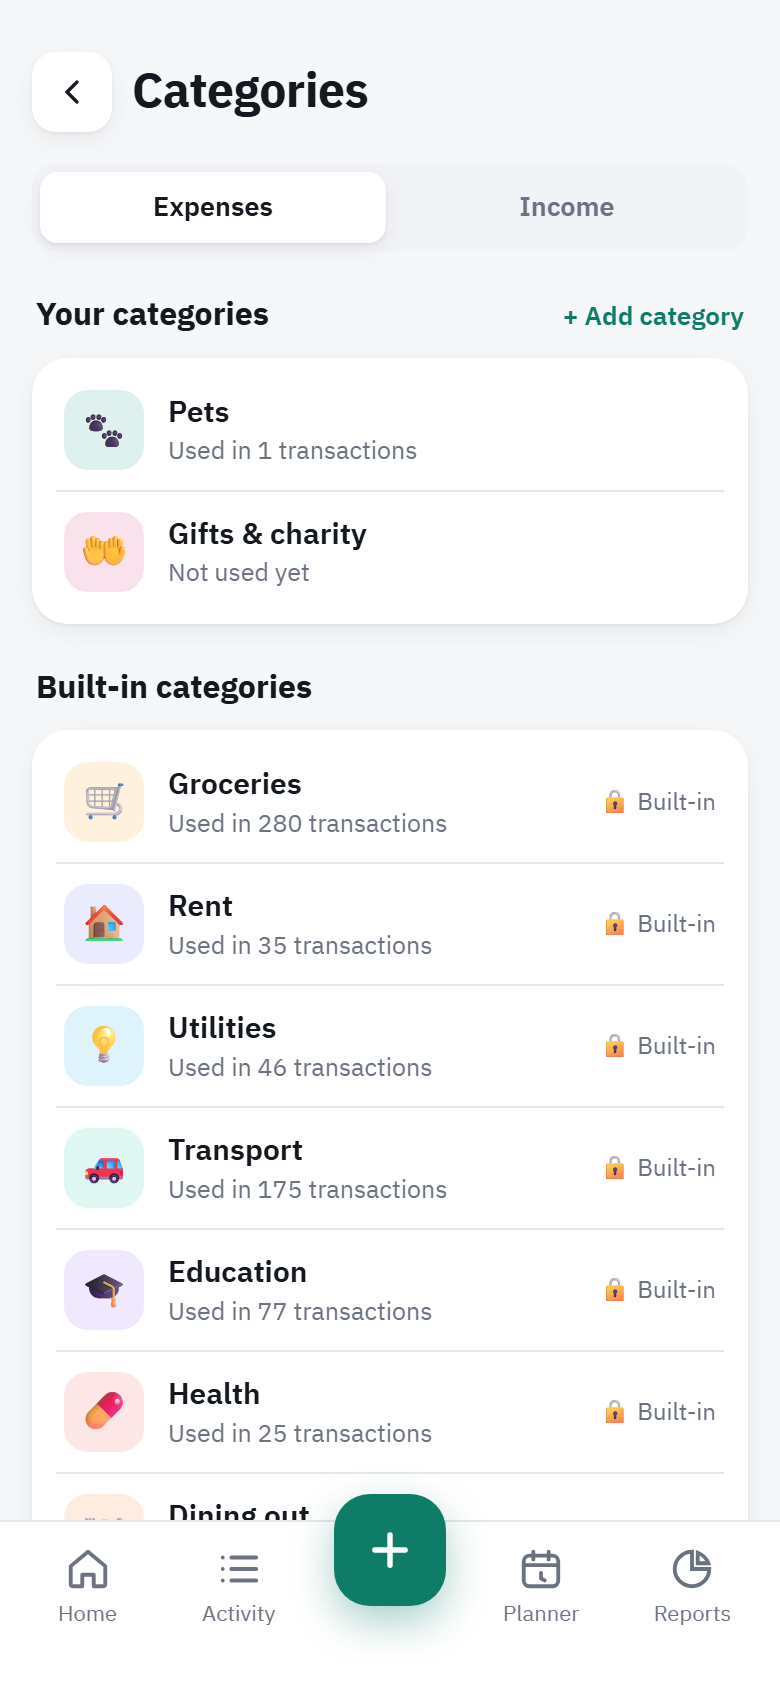 Categories
Expenses
Income
Your categories
+ Add category
Pets
Used in 1 transactions
Gifts & charity
Not used yet
Built-in categories
Groceries
Used in 280 transactions
Built-in
Rent
Used in 35 transactions
Built-in
Utilities
Used in 46 transactions
Built-in
Transport
Used in 175 transactions
Built-in
Education
Used in 77 transactions
Built-in
Health
Used in 25 transactions
Built-in
Dining out
Home
Activity
Planner
Reports